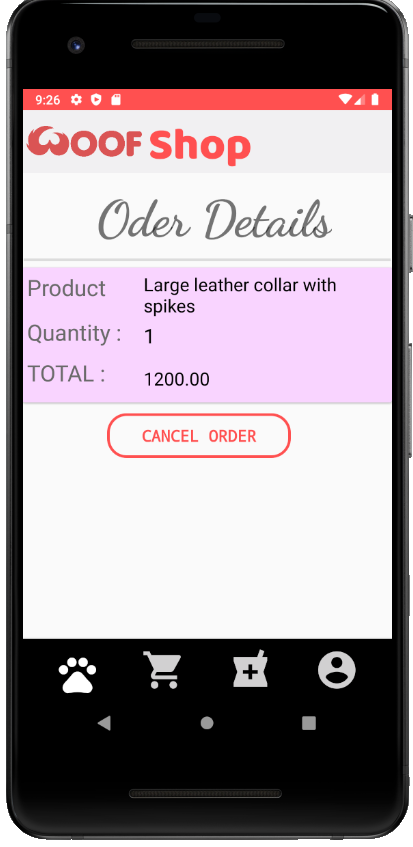 9:26
WOOF Shop
Oder Details
Product
Large leather collar with
spikes
Quantity :
1
TOTAL :
1200.00
CANCEL ORDER